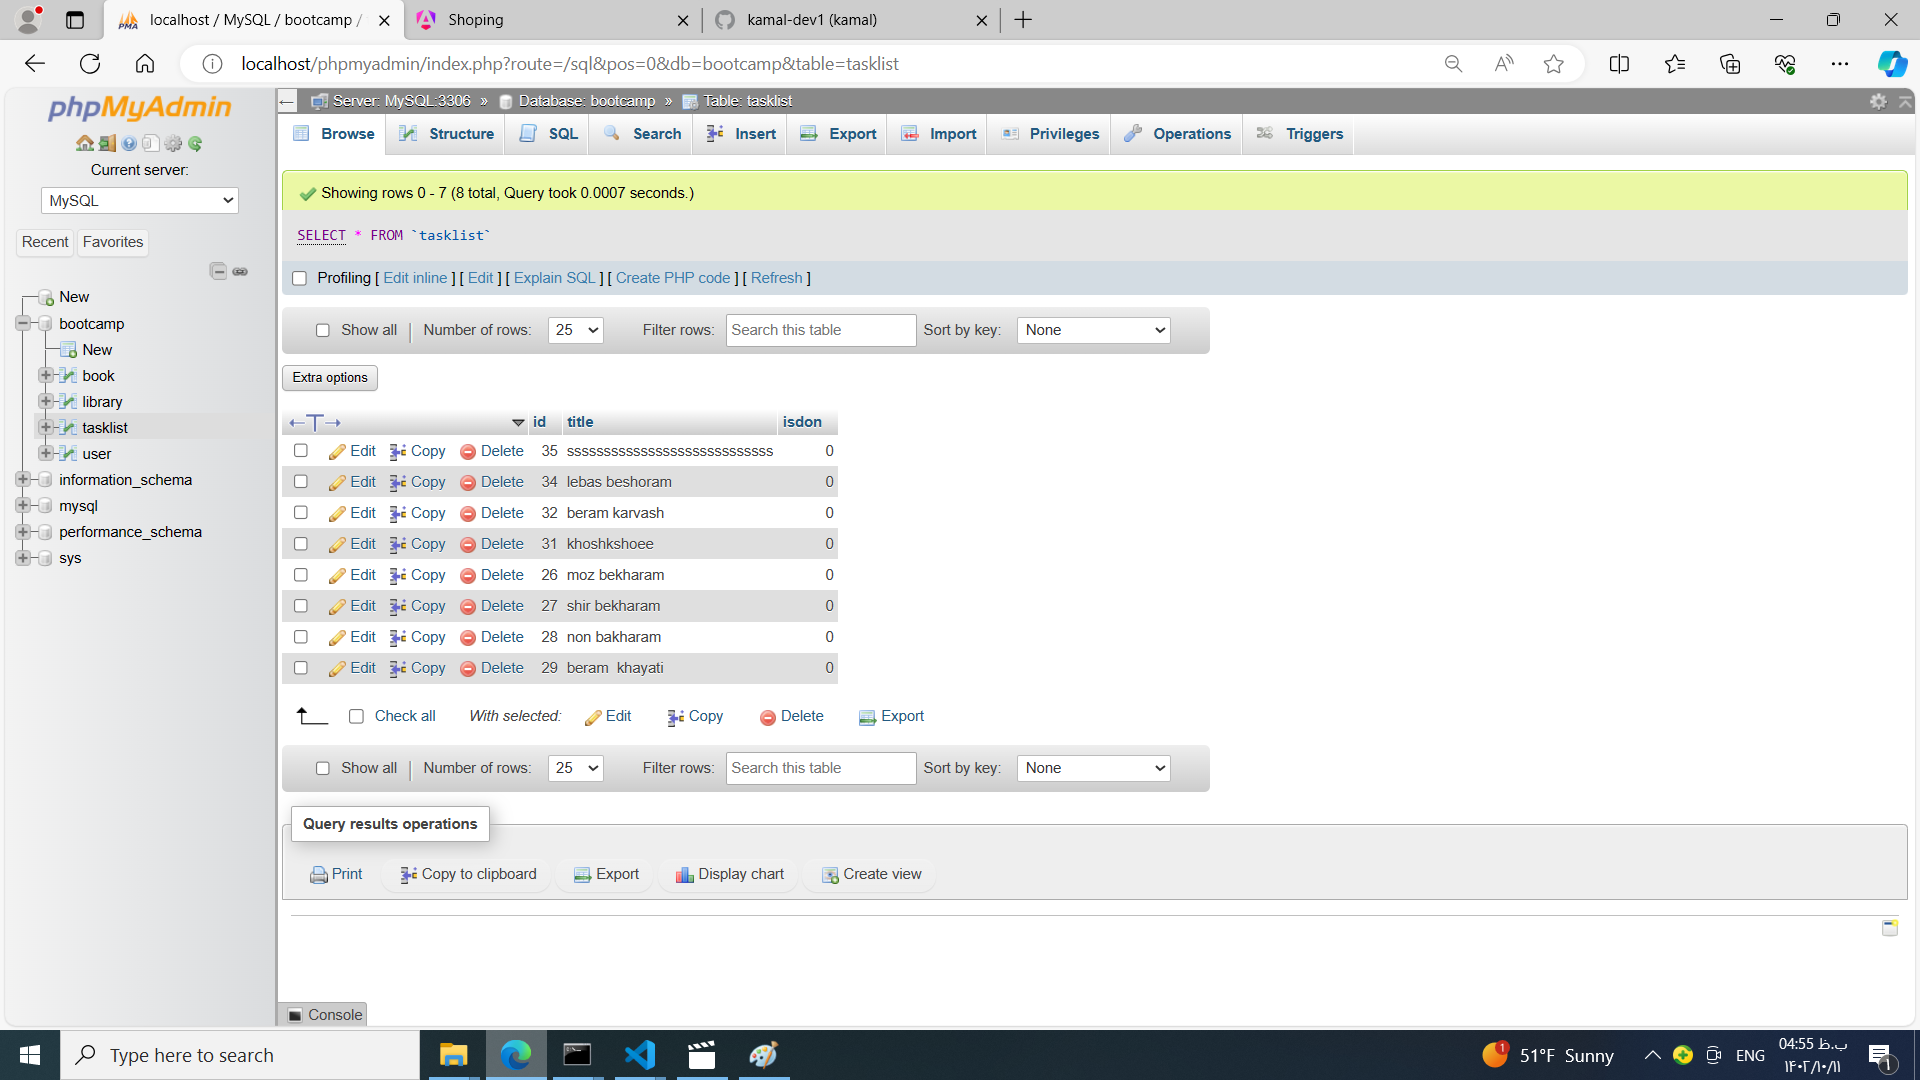 localhost / MySQL / bootcamp /
Shoping
kamal-dev1 (kamal)
localhost/phpmyadmin/index.php?route=/sql&pos=0&db=bootcamp&table=tasklist
phpMyAdmin
Current server:
MySQL
Recent Favorites
New
bootcamp
New
book
library
tasklist
user
information_schema
mysql
performance_schema
sys
Server: MySQL:3306 » Database: bootcamp » Table: tasklist
Browse Structure SQL Search Insert Export Import Privileges Operations Triggers
Showing rows 0 - 7 (8 total, Query took 0.0007 seconds.)
SELECT * FROM `tasklist`
Profiling [ Edit inline ] [ Edit ] [ Explain SQL ] [ Create PHP code ] [ Refresh ]
Show all | Number of rows: 25 Filter rows: Search this table Sort by key: None
Extra options
id title isdon
Edit Copy Delete 35 ssssssssssssssssssssssssssss 0
Edit Copy Delete 34 lebas beshoram 0
Edit Copy Delete 32 beram karvash 0
Edit Copy Delete 31 khoshkshoee 0
Edit Copy Delete 26 moz bekharam 0
Edit Copy Delete 27 shir bekharam 0
Edit Copy Delete 28 non bakharam 0
Edit Copy Delete 29 beram khayati 0
Check all With selected: Edit Copy Delete Export
Show all | Number of rows: 25 Filter rows: Search this table Sort by key: None
Query results operations
Print Copy to clipboard Export Display chart Create view
Console
Type here to search
1
51°F Sunny
ENG
04:55 ب.ظ
۱۴۰۲/۱۰/۱۱
۱